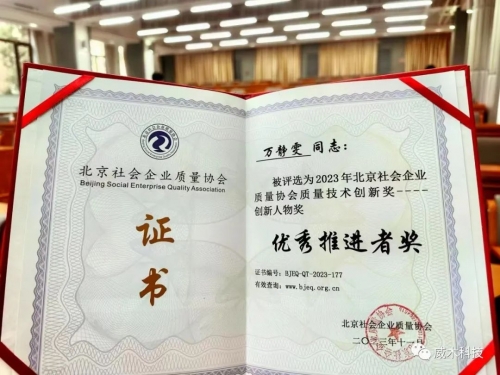 北京社会企业质量协会
Beijing Social Enterprise Quality Association
证
书
万静雯 同志：
被评选为2023年北京社会企业
质量协会质量技术创新奖----
创新人物奖
优秀推进者奖
证书编号：BJEQ-QT-2023-177
有效查询：www.bjeq.org.cn
北京社会企业质量协会
二〇二三年十一月
威禾科技